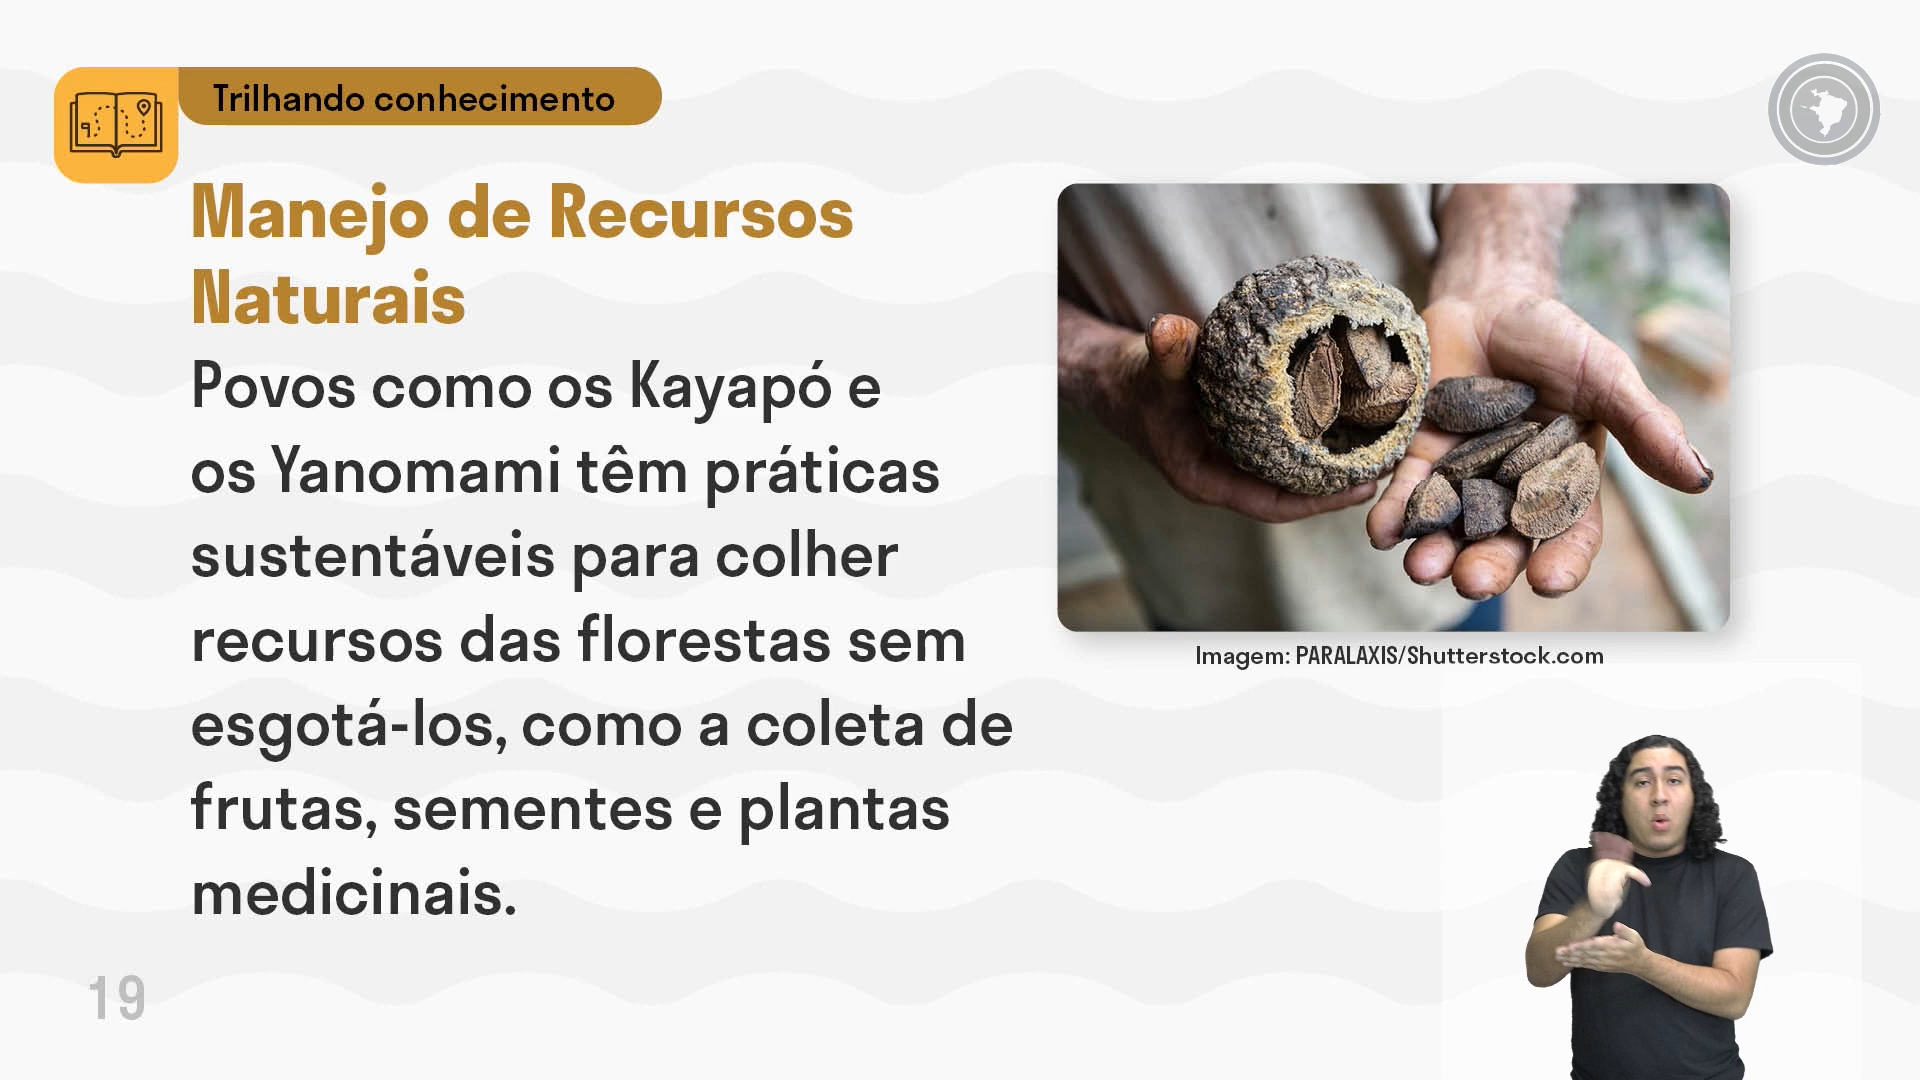 Trilhando conhecimento
Manejo de Recursos
Naturais
Povos como os Kayapó e
os Yanomami têm práticas
sustentáveis para colher
recursos das florestas sem
esgotá-los, como a coleta de
frutas, sementes e plantas
medicinais.
Imagem: PARALAXIS/Shutterstock.com
19